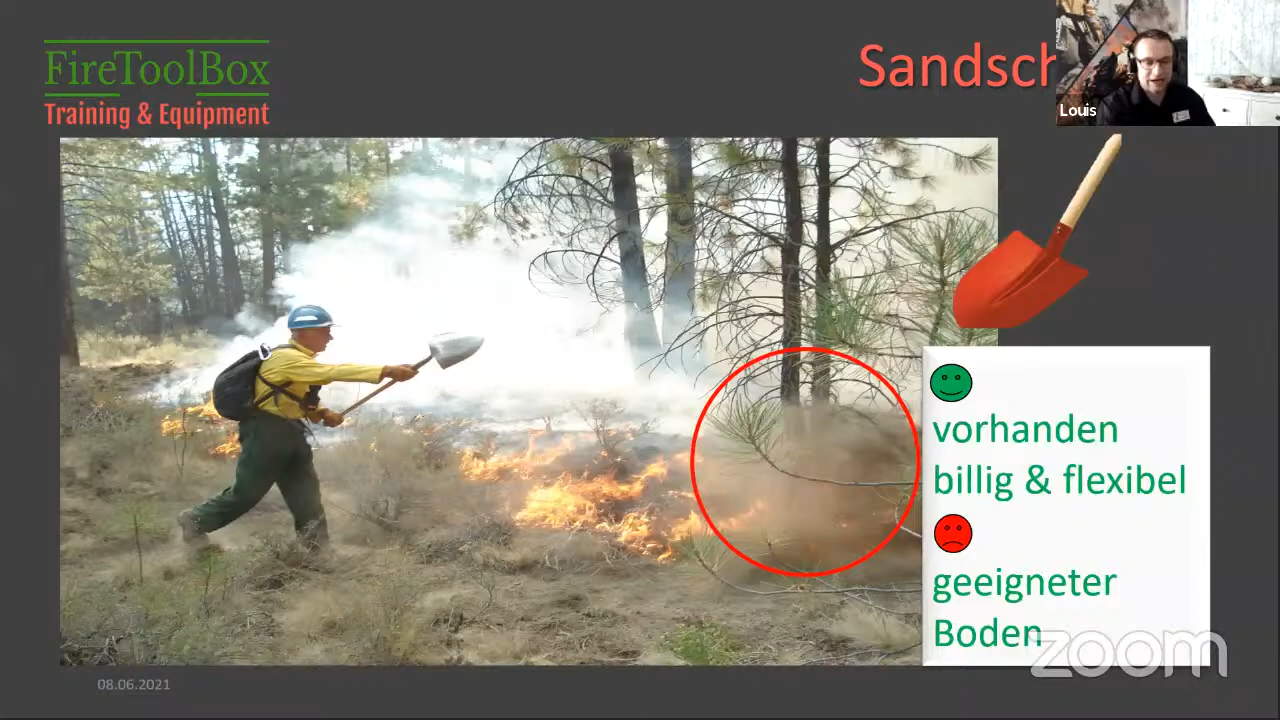 FireToolBox
Training & Equipment
Sandsch
Louis
vorhanden
billig & flexibel
geeigneter
Boden
zoom
08.06.2021